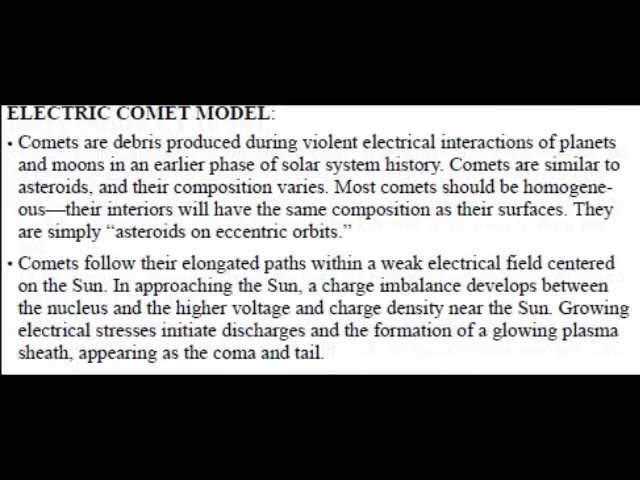 ELECTRIC COMET MODEL:
• Comets are debris produced during violent electrical interactions of planets
and moons in an earlier phase of solar system history. Comets are similar to
asteroids, and their composition varies. Most comets should be homogene-
ous—their interiors will have the same composition as their surfaces. They
are simply “asteroids on eccentric orbits.”
• Comets follow their elongated paths within a weak electrical field centered
on the Sun. In approaching the Sun, a charge imbalance develops between
the nucleus and the higher voltage and charge density near the Sun. Growing
electrical stresses initiate discharges and the formation of a glowing plasma
sheath, appearing as the coma and tail.